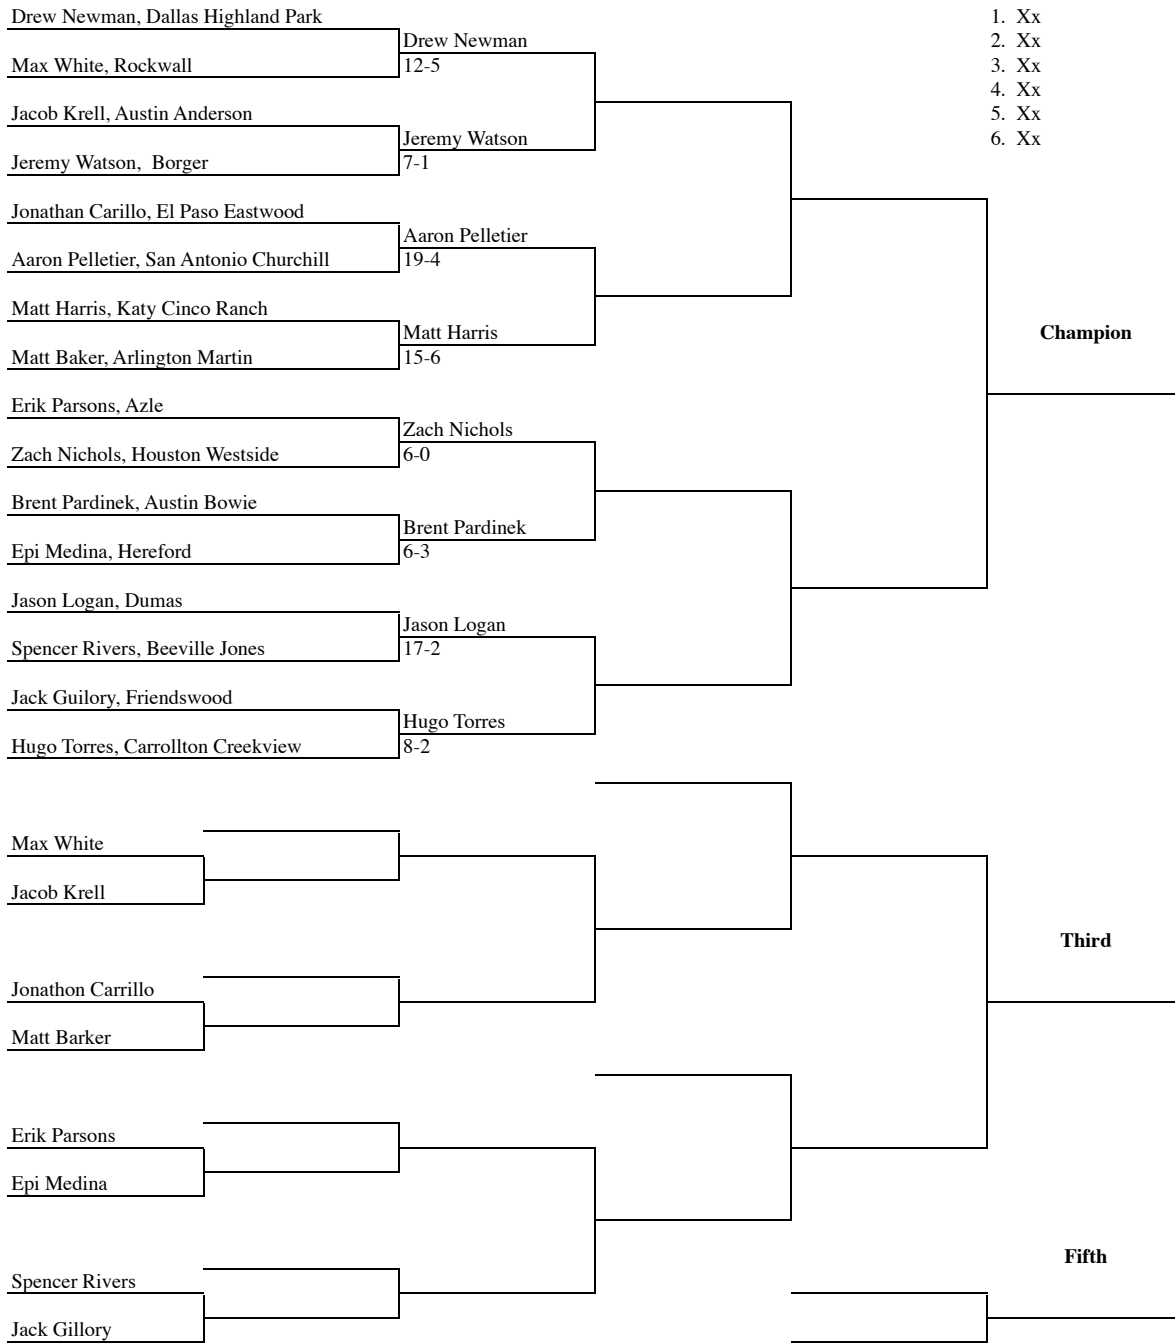 Drew Newman, Dallas Highland Park
Max White, Rockwall
Jacob Krell, Austin Anderson
Jeremy Watson,  Borger
Jonathan Carillo, El Paso Eastwood
Aaron Pelletier, San Antonio Churchill
Matt Harris, Katy Cinco Ranch
Matt Baker, Arlington Martin
Erik Parsons, Azle
Zach Nichols, Houston Westside
Brent Pardinek, Austin Bowie
Epi Medina, Hereford
Jason Logan, Dumas
Spencer Rivers, Beeville Jones
Jack Guilory, Friendswood
Hugo Torres, Carrollton Creekview
Drew Newman
12-5
Jeremy Watson
7-1
Aaron Pelletier
19-4
Matt Harris
15-6
Zach Nichols
6-0
Brent Pardinek
6-3
Jason Logan
17-2
Hugo Torres
8-2
1. Xx
2. Xx
3. Xx
4. Xx
5. Xx
6. Xx
Champion
Max White
Jacob Krell
Jonathon Carrillo
Matt Barker
Erik Parsons
Epi Medina
Spencer Rivers
Jack Gillory
Third
Fifth